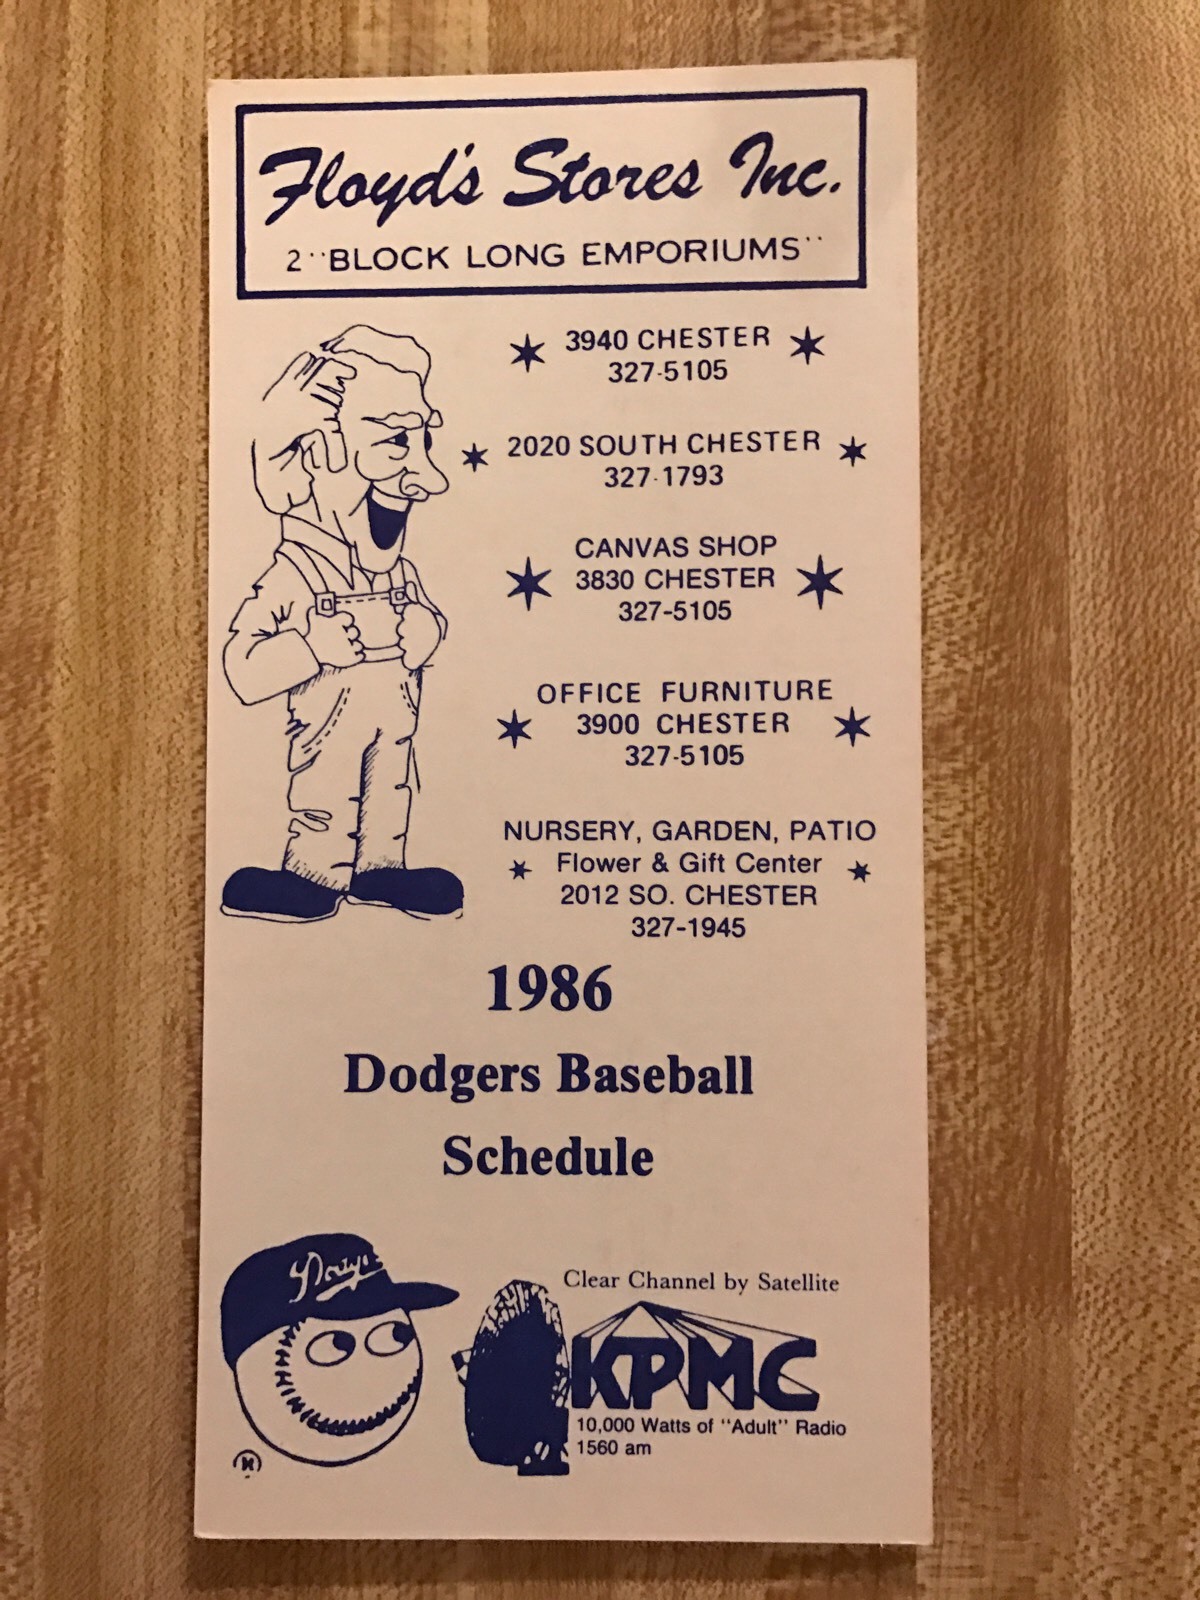 Floyd's Stores Inc.
2 "BLOCK LONG EMPORIUMS"
3940 CHESTER
327-5105
2020 SOUTH CHESTER
327-1793
CANVAS SHOP
3830 CHESTER
327-5105
OFFICE FURNITURE
3900 CHESTER
327-5105
NURSERY, GARDEN, PATIO
Flower & Gift Center
2012 SO. CHESTER
327-1945
1986
Dodgers Baseball
Schedule
Clear Channel by Satellite
KPMC
10,000 Watts of "Adult" Radio
1560 am